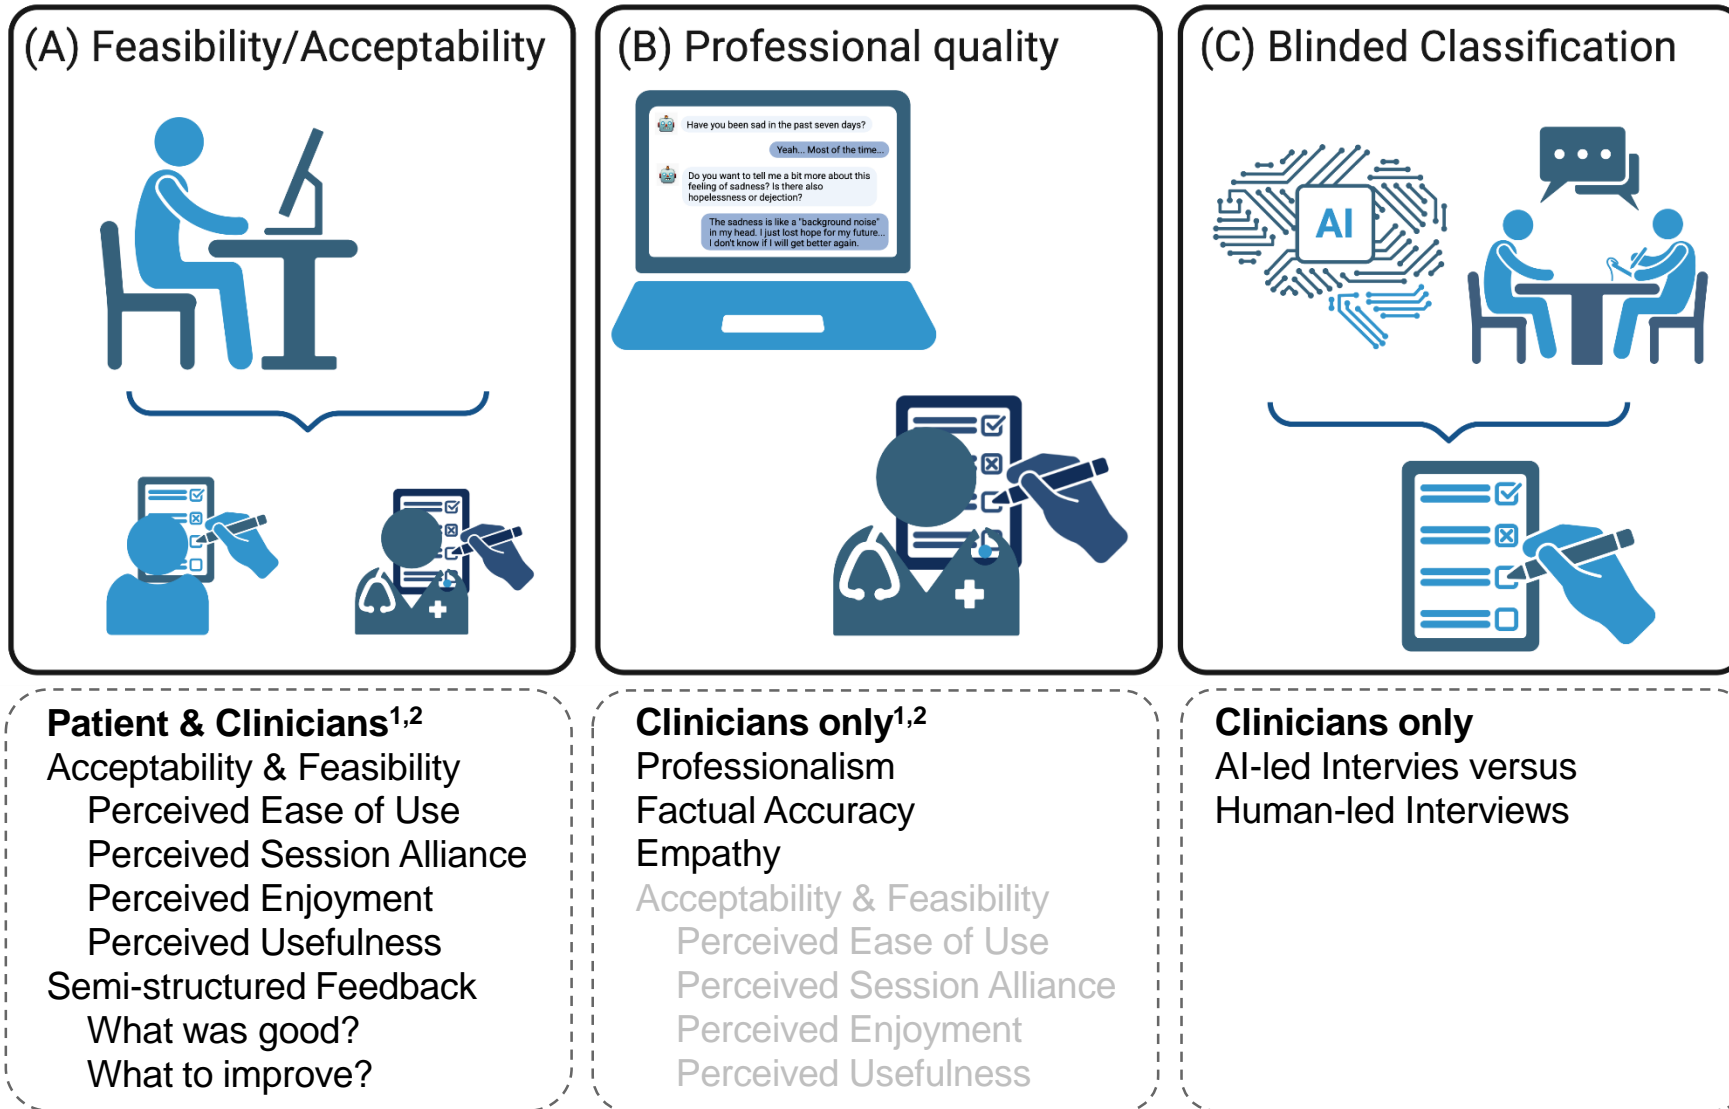 (A) Feasibility/Acceptability
(B) Professional quality
Have you been sad in the past seven days?
Yeah... Most of the time...
Do you want to tell me a bit more about this
feeling of sadness? Is there also
hopelessness or dejection?
The sadness is like a "background noise"
in my head. I just lost hope for my future...
I don't know if I will get better again.
(C) Blinded Classification
AI
Patient & Clinicians1,2
Acceptability & Feasibility
Perceived Ease of Use
Perceived Session Alliance
Perceived Enjoyment
Perceived Usefulness
Semi-structured Feedback
What was good?
What to improve?
Clinicians only1,2
Professionalism
Factual Accuracy
Empathy
Acceptability & Feasibility
Perceived Ease of Use
Perceived Session Alliance
Perceived Enjoyment
Perceived Usefulness
Clinicians only
AI-led Intervies versus
Human-led Interviews